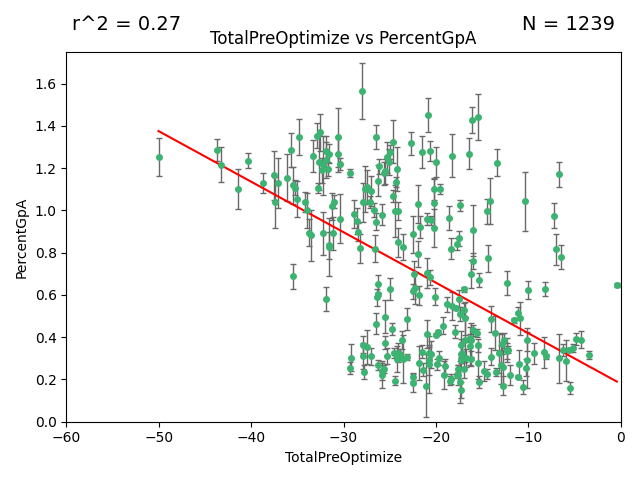 r^2 = 0.27 N = 1239
TotalPreOptimize vs PercentGpA
1.6
1.4
1.2
1.0
0.8
0.6
0.4
0.2
0.0
PercentGpA
−60 −50 −40 −30 −20 −10 0
TotalPreOptimize